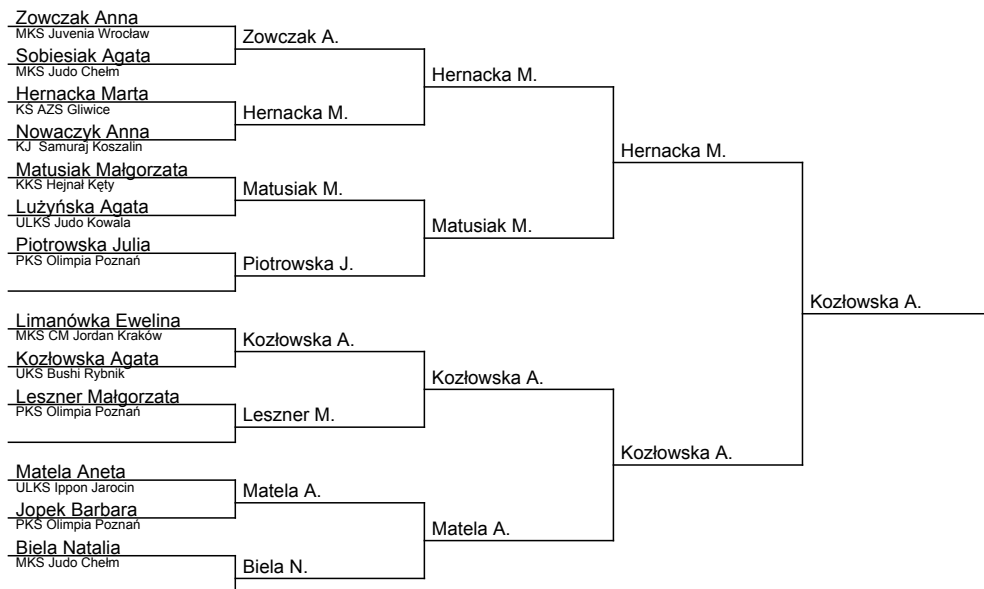 Zowczak Anna
MKS Juvenia Wrocław
Sobiesiak Agata
MKS Judo Chełm
Hernacka Marta
KŚ AZS Gliwice
Nowaczyk Anna
KJ Samuraj Koszalin
Matusiak Małgorzata
KKS Hejnał Kęty
Lużyńska Agata
ULKS Judo Kowala
Piotrowska Julia
PKS Olimpia Poznań
Limanówka Ewelina
MKS CM Jordan Kraków
Kozłowska Agata
UKS Bushi Rybnik
Leszner Małgorzata
PKS Olimpia Poznań
Matela Aneta
ULKS Ippon Jarocin
Jopek Barbara
PKS Olimpia Poznań
Biela Natalia
MKS Judo Chełm
Zowczak A.
Hernacka M.
Matusiak M.
Piotrowska J.
Kozłowska A.
Leszner M.
Matela A.
Biela N.
Hernacka M.
Matusiak M.
Kozłowska A.
Matela A.
Hernacka M.
Kozłowska A.
Kozłowska A.